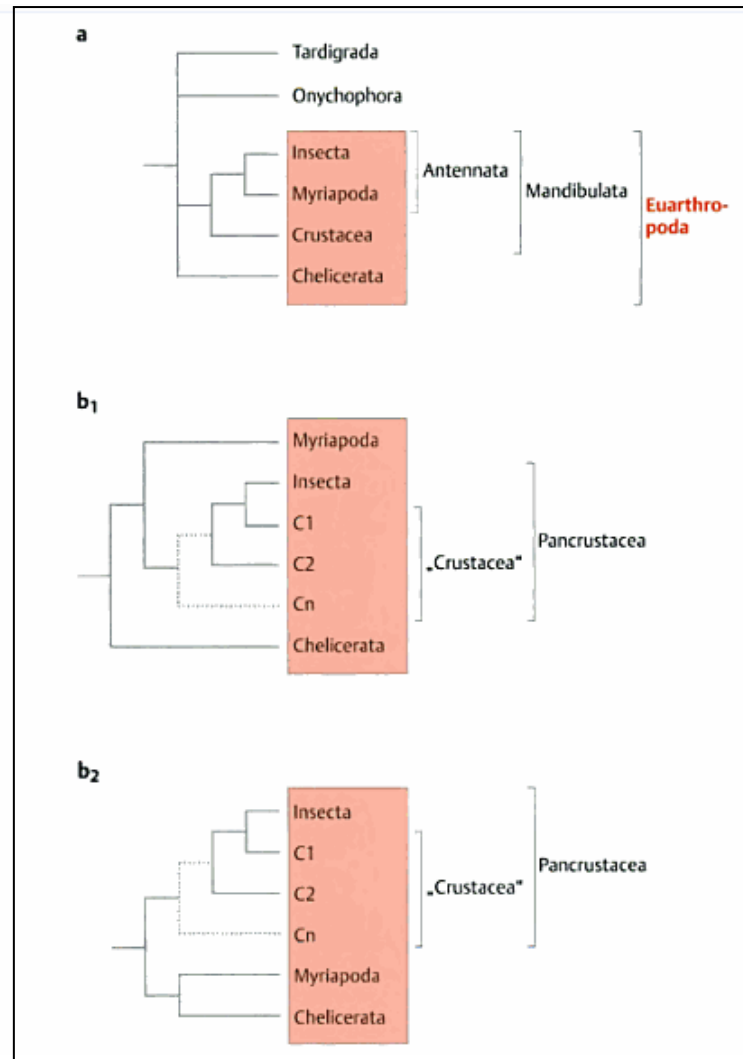 a
Tardigrada
Onychophora
Insecta
Myriapoda
Crustacea
Chelicerata
Antennata
Mandibulata
Euarthro-
poda
b1
Myriapoda
Insecta
C1
C2
Cn
Chelicerata
„Crustacea“
Pancrustacea
b2
Insecta
C1
C2
Cn
Myriapoda
Chelicerata
„Crustacea“
Pancrustacea